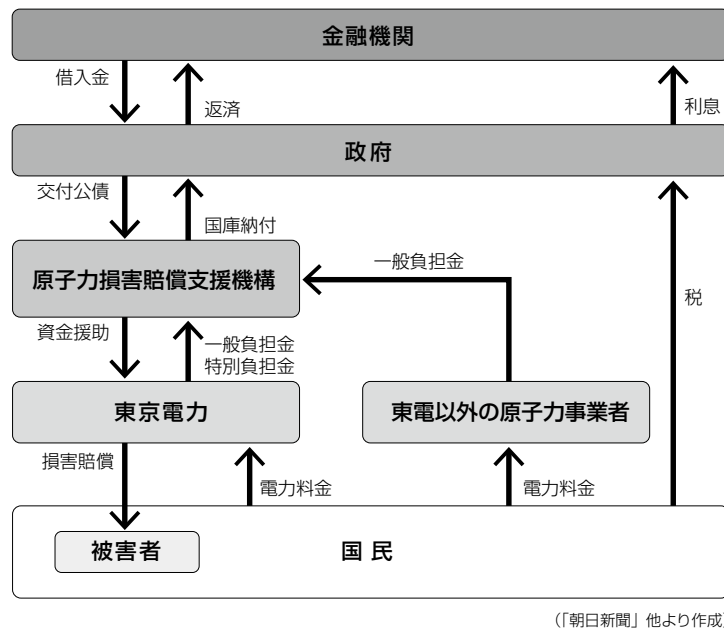 金融機関
借入金
返済
利息
政府
交付公債
国庫納付
原子力損害賠償支援機構
一般負担金
税
資金援助
一般負担金
特別負担金
東京電力
東電以外の原子力事業者
損害賠償
電力料金
電力料金
被害者
国民
（「朝日新聞」他より作成）